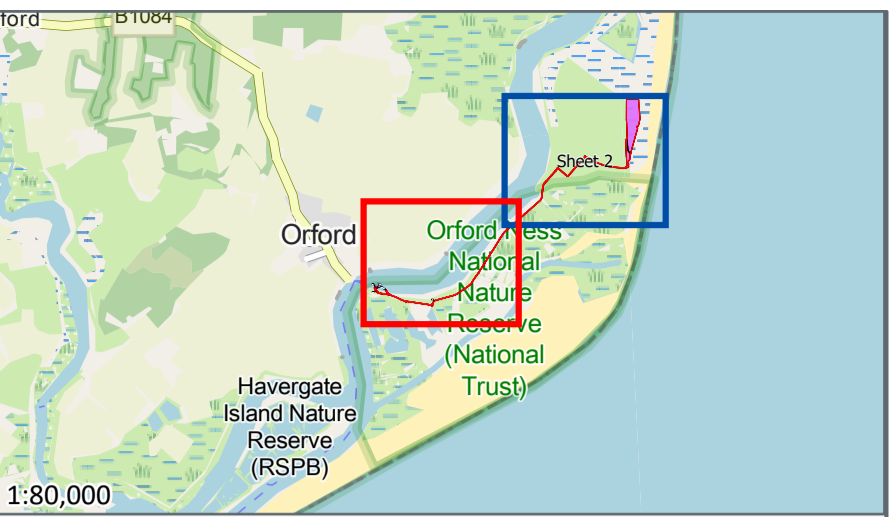 ford
B1084
Sheet 2
Orford
Orford Ness
National
Nature
Reserve
(National
Trust)
Havergate
Island Nature
Reserve
(RSPB)
1:80,000